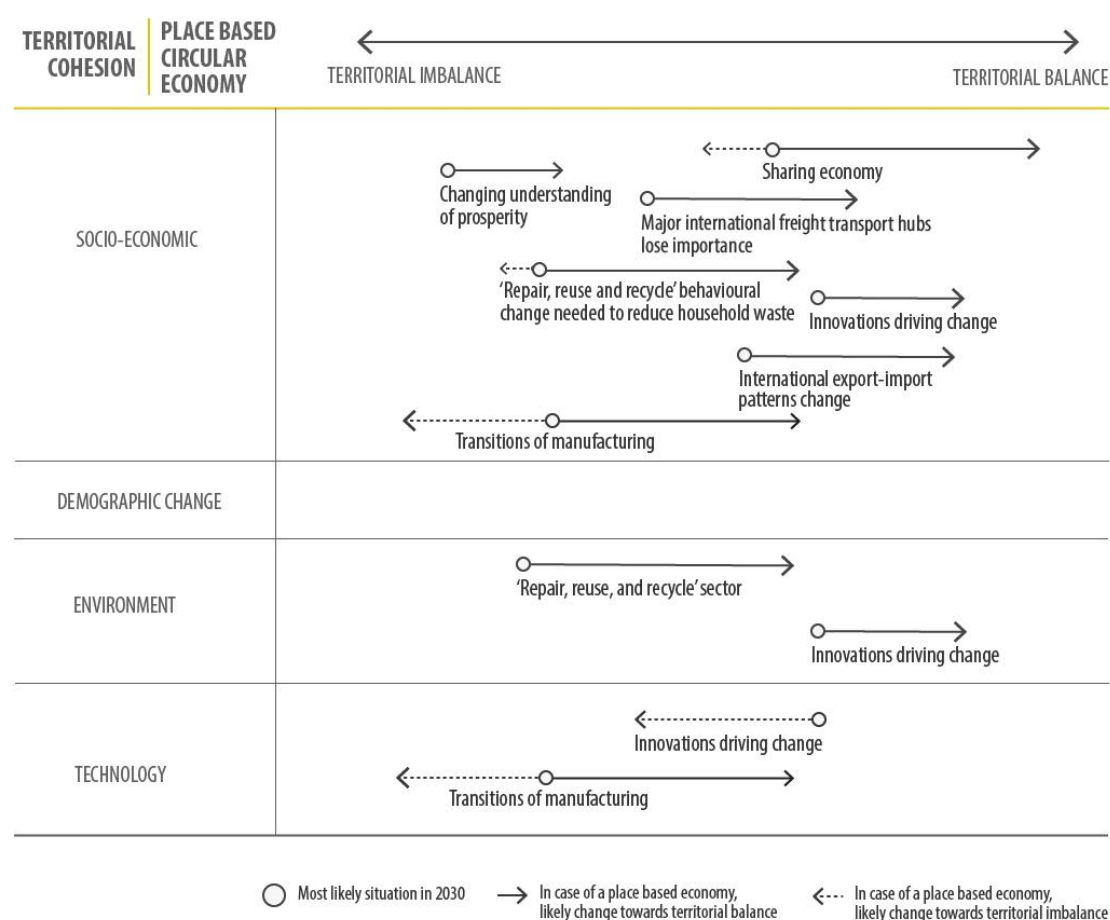 TERRITORIAL
COHESION
PLACE BASED
CIRCULAR
ECONOMY
TERRITORIAL IMBALANCE
TERRITORIAL BALANCE
SOCIO-ECONOMIC
Sharing economy
Changing understanding
of prosperity
Major international freight transport hubs
lose importance
'Repair, reuse and recycle' behavioural
change needed to reduce household waste
Innovations driving change
International export-import
patterns change
Transitions of manufacturing
DEMOGRAPHIC CHANGE
ENVIRONMENT
'Repair, reuse, and recycle' sector
Innovations driving change
TECHNOLOGY
Innovations driving change
Transitions of manufacturing
Most likely situation in 2030
In case of a place based economy,
likely change towards territorial balance
In case of a place based economy,
likely change towards territorial imbalance